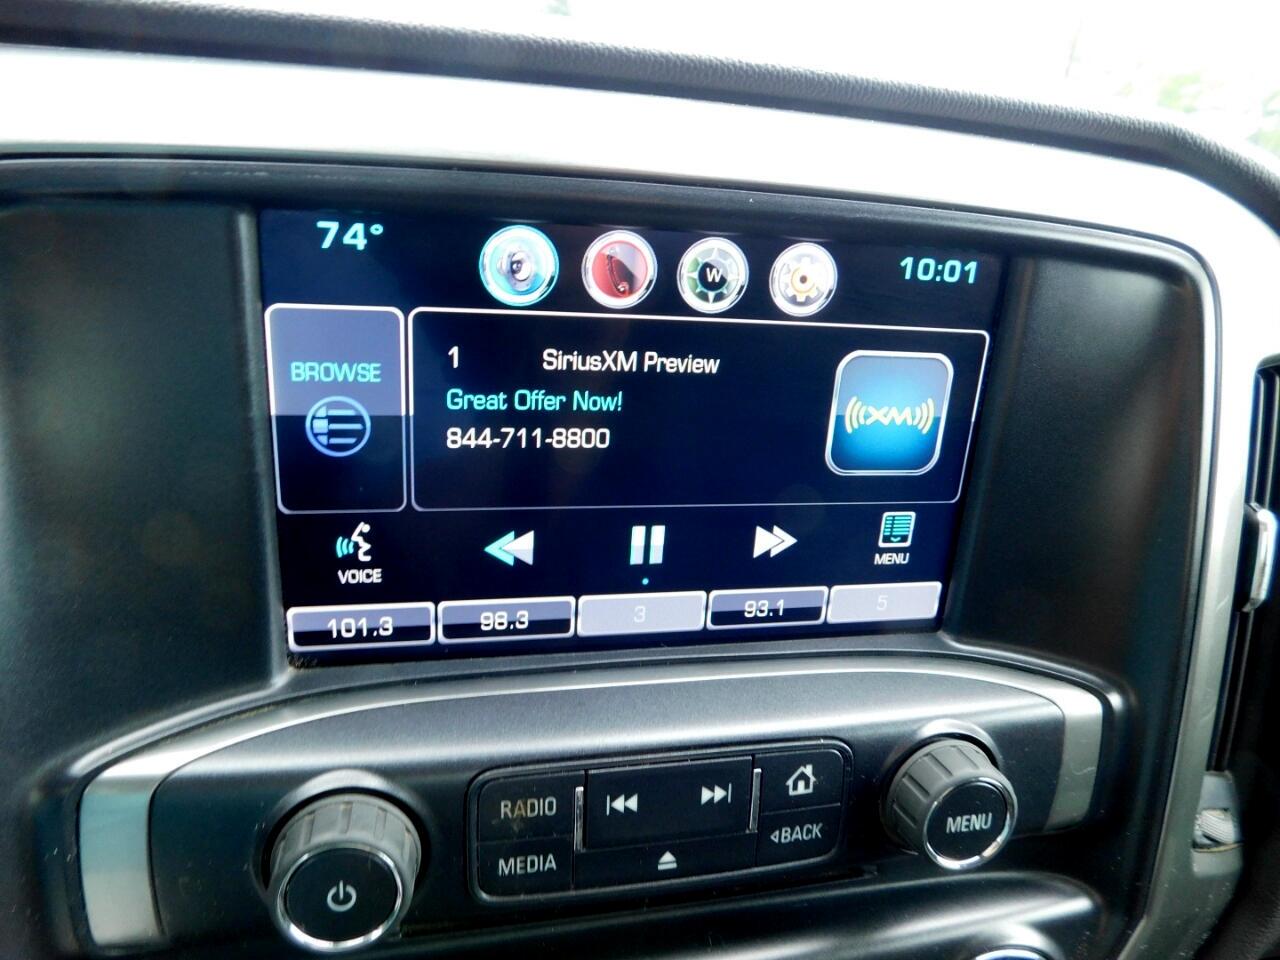 74°
W
10:01
BROWSE
1 SiriusXM Preview
Great Offer Now!
844-711-8800
XM
VOICE
MENU
101.3 98.3 3 93.1 5
RADIO
MEDIA
BACK
MENU